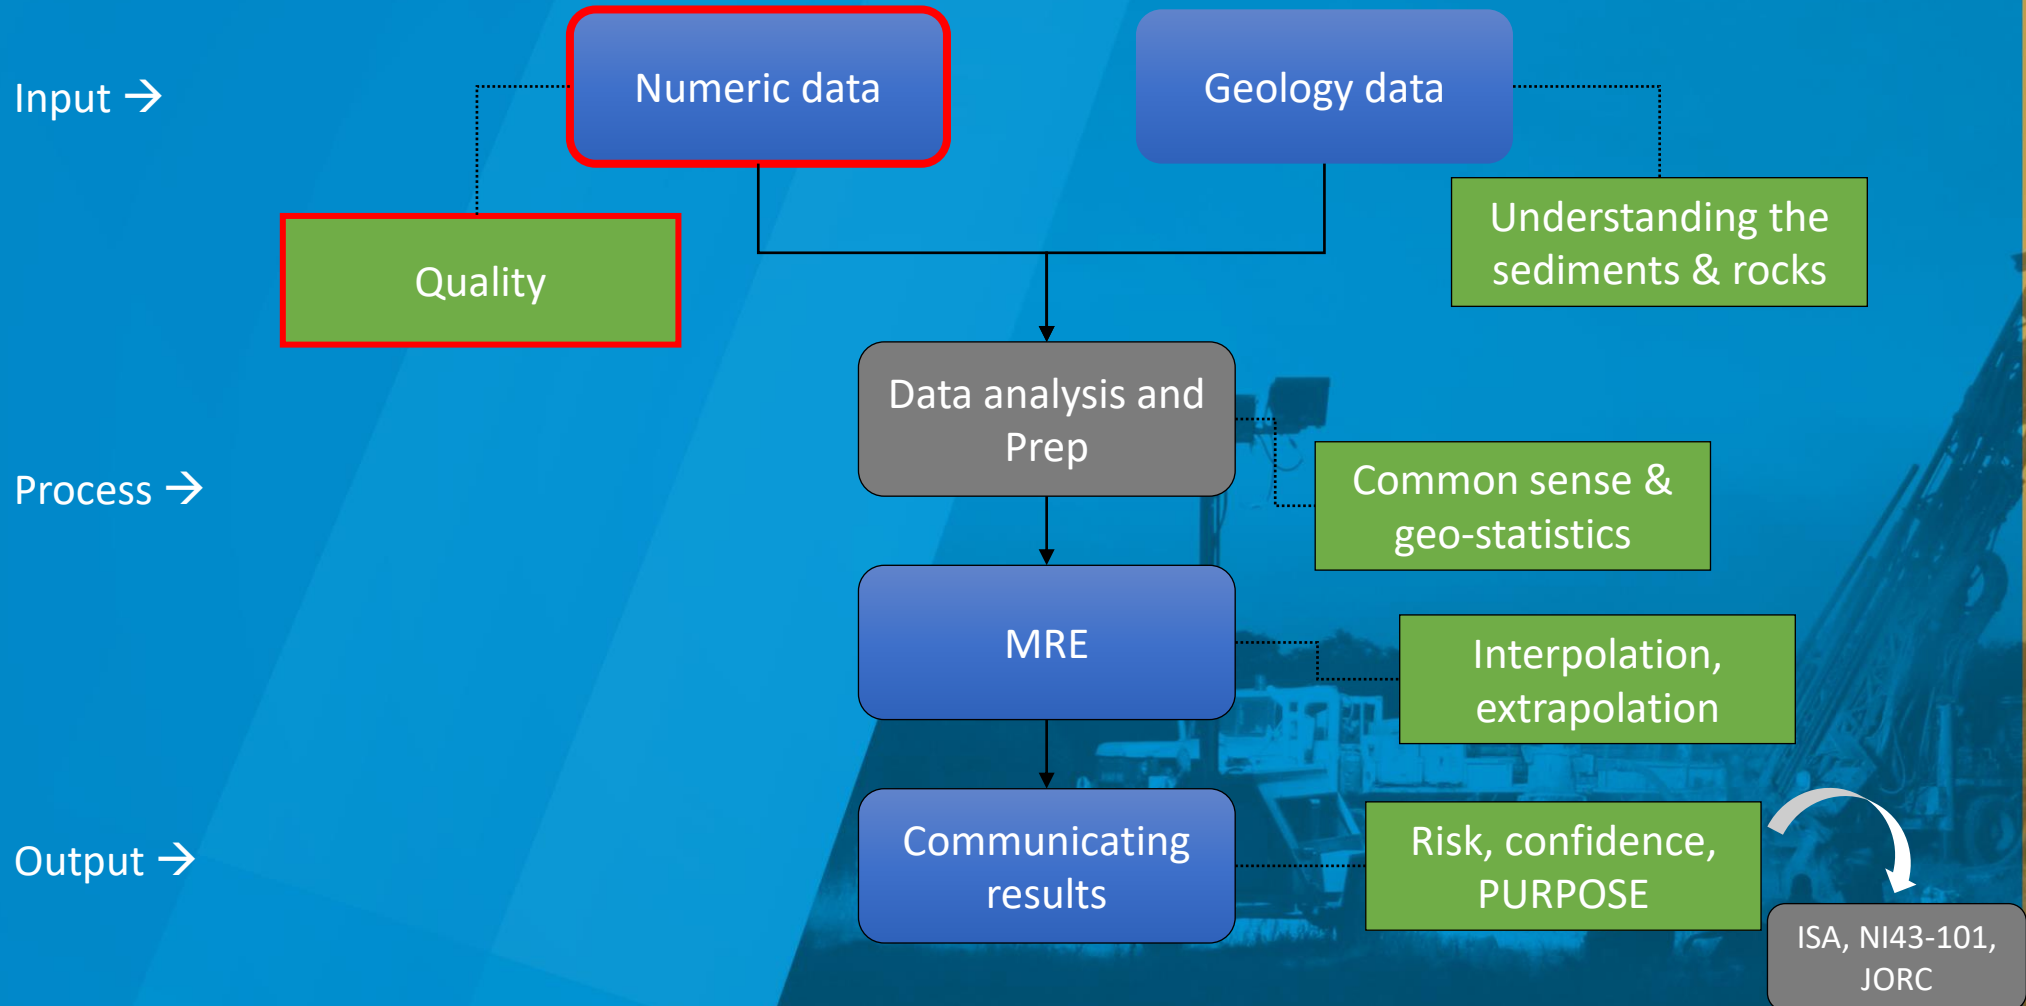 Input →
Numeric data
Geology data
Quality
Understanding the
sediments & rocks
Data analysis and
Prep
Process →
Common sense &
geo-statistics
MRE
Interpolation,
extrapolation
Output →
Communicating
results
Risk, confidence,
PURPOSE
ISA, NI43-101,
JORC